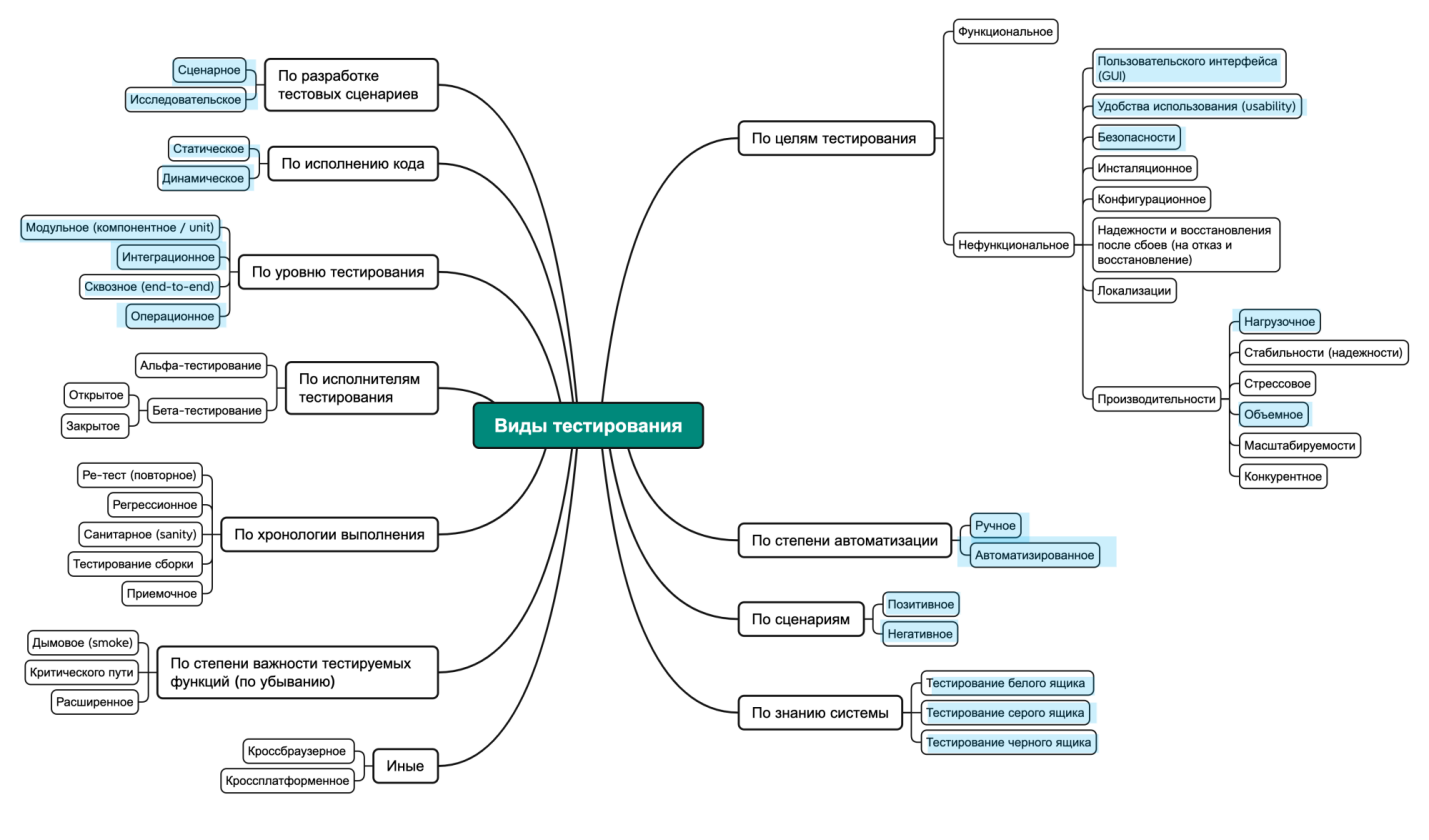 Виды тестирования
По разработке
тестовых сценариев
Сценарное
Исследовательское
По исполнению кода
Статическое
Динамическое
По уровню тестирования
Модульное (компонентное / unit)
Интеграционное
Сквозное (end-to-end)
Операционное
По исполнителям
тестирования
Альфа-тестирование
Бета-тестирование
Открытое
Закрытое
По хронологии выполнения
Ре-тест (повторное)
Регрессионное
Санитарное (sanity)
Тестирование сборки
Приемочное
По степени важности тестируемых
функций (по убыванию)
Дымовое (smoke)
Критического пути
Расширенное
Иные
Кроссбраузерное
Кроссплатформенное
По целям тестирования
Функциональное
Нефункциональное
Пользовательского интерфейса
(GUI)
Удобства использования (usability)
Безопасности
Инсталяционное
Конфигурационное
Надежности и восстановления
после сбоев (на отказ и
восстановление)
Локализации
Производительности
Нагрузочное
Стабильности (надежности)
Стрессовое
Объемное
Масштабируемости
Конкурентное
По степени автоматизации
Ручное
Автоматизированное
По сценариям
Позитивное
Негативное
По знанию системы
Тестирование белого ящика
Тестирование серого ящика
Тестирование черного ящика